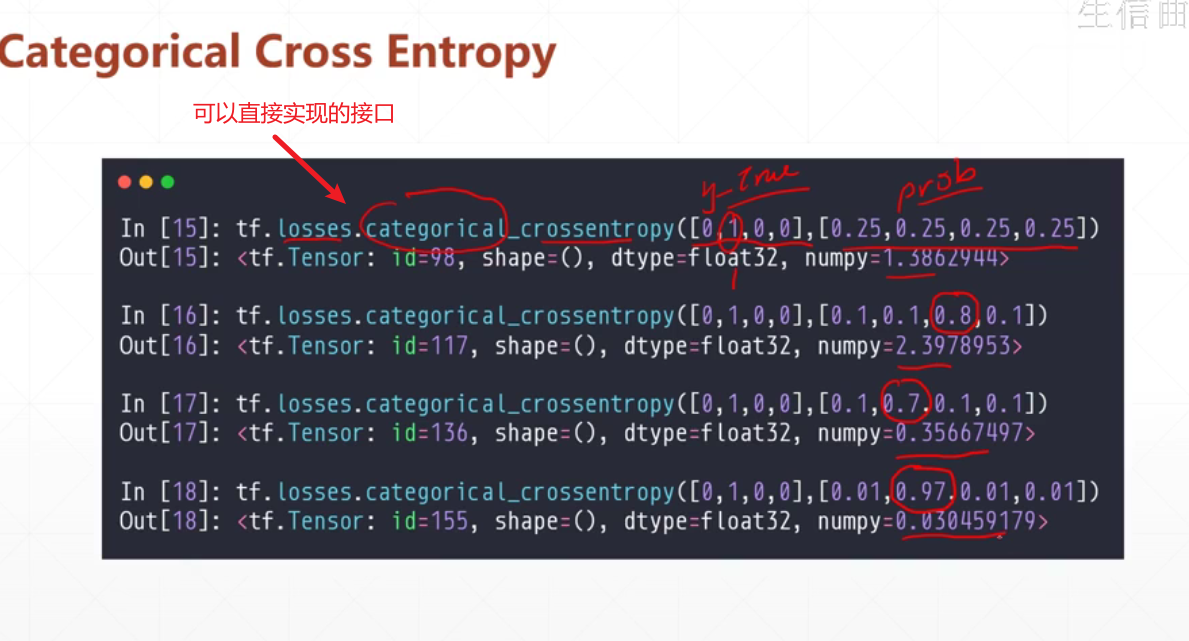 生信曲
Categorical Cross Entropy
可以直接实现的接口
y_True
prob
In [15]: tf.losses.categorical_crossentropy([0,1,0,0],[0.25,0.25,0.25,0.25])
Out[15]: <tf.Tensor: id=98, shape=(), dtype=float32, numpy=1.3862944>
1
In [16]: tf.losses.categorical_crossentropy([0,1,0,0],[0.1,0.1,0.8,0.1])
Out[16]: <tf.Tensor: id=117, shape=(), dtype=float32, numpy=2.3978953>
In [17]: tf.losses.categorical_crossentropy([0,1,0,0],[0.1,0.7,0.1,0.1])
Out[17]: <tf.Tensor: id=136, shape=(), dtype=float32, numpy=0.35667497>
In [18]: tf.losses.categorical_crossentropy([0,1,0,0],[0.01,0.97,0.01,0.01])
Out[18]: <tf.Tensor: id=155, shape=(), dtype=float32, numpy=0.030459179>